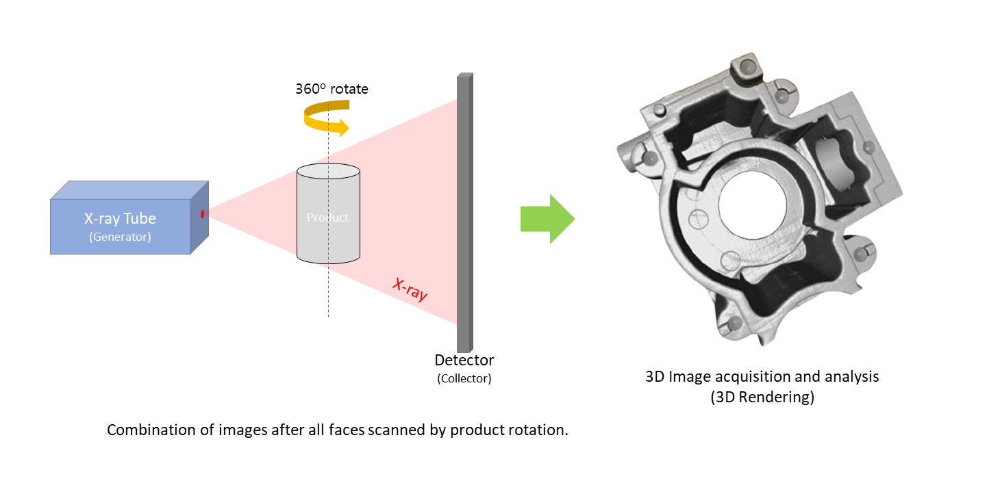 360º rotate
X-ray Tube
(Generator)
Product
X-ray
Detector
(Collector)
3D Image acquisition and analysis
(3D Rendering)
Combination of images after all faces scanned by product rotation.